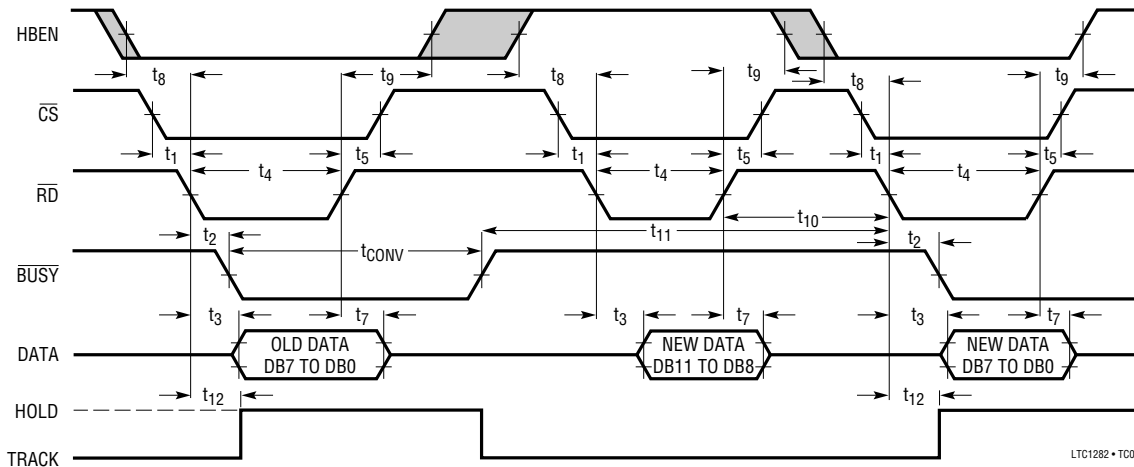 HBEN
t8 t9 t8 t9 t8 t9
CS
t1 t4 t5 t1 t4 t5 t1 t4 t5
RD
t2 t11 t10 t2
BUSY
tCONV
t3 t7 t3 t7 t3 t7
DATA
OLD DATA
DB7 TO DB0
NEW DATA
DB11 TO DB8
NEW DATA
DB7 TO DB0
t12 t12
HOLD
TRACK
LTC1282 • TC0